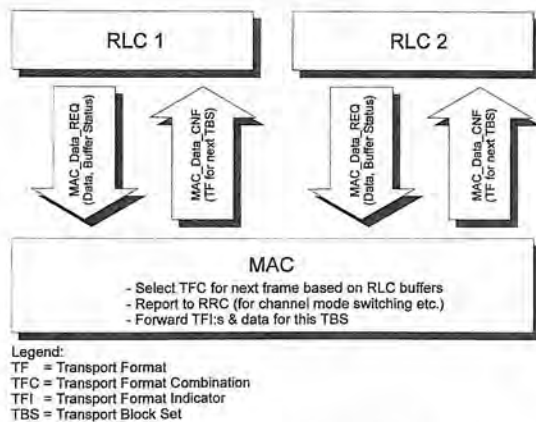 RLC 1
RLC 2
MAC_Data_REQ
(Data, Buffer Status)
MAC_Data_CNF
(TF for next TBS)
MAC_Data_REQ
(Data, Buffer Status)
MAC_Data_CNF
(TF for next TBS)
MAC
- Select TFC for next frame based on RLC buffers
- Report to RRC (for channel mode switching etc.)
- Forward TFI:s & data for this TBS
Legend:
TF = Transport Format
TFC = Transport Format Combination
TFI = Transport Format Indicator
TBS = Transport Block Set